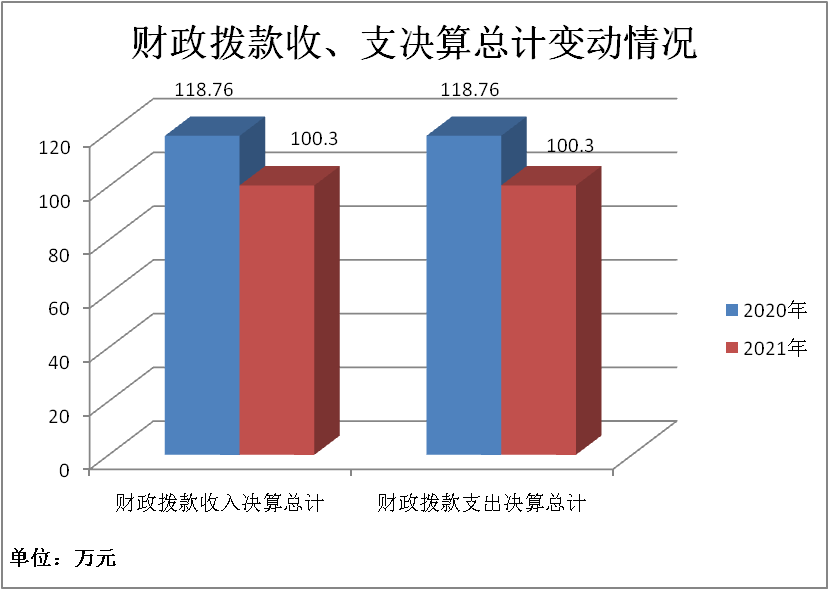 财政拨款收、支决算总计变动情况
118.76
118.76
100.3
100.3
120
100
80
60
40
20
0
2020年
2021年
财政拨款收入决算总计
财政拨款支出决算总计
单位：万元